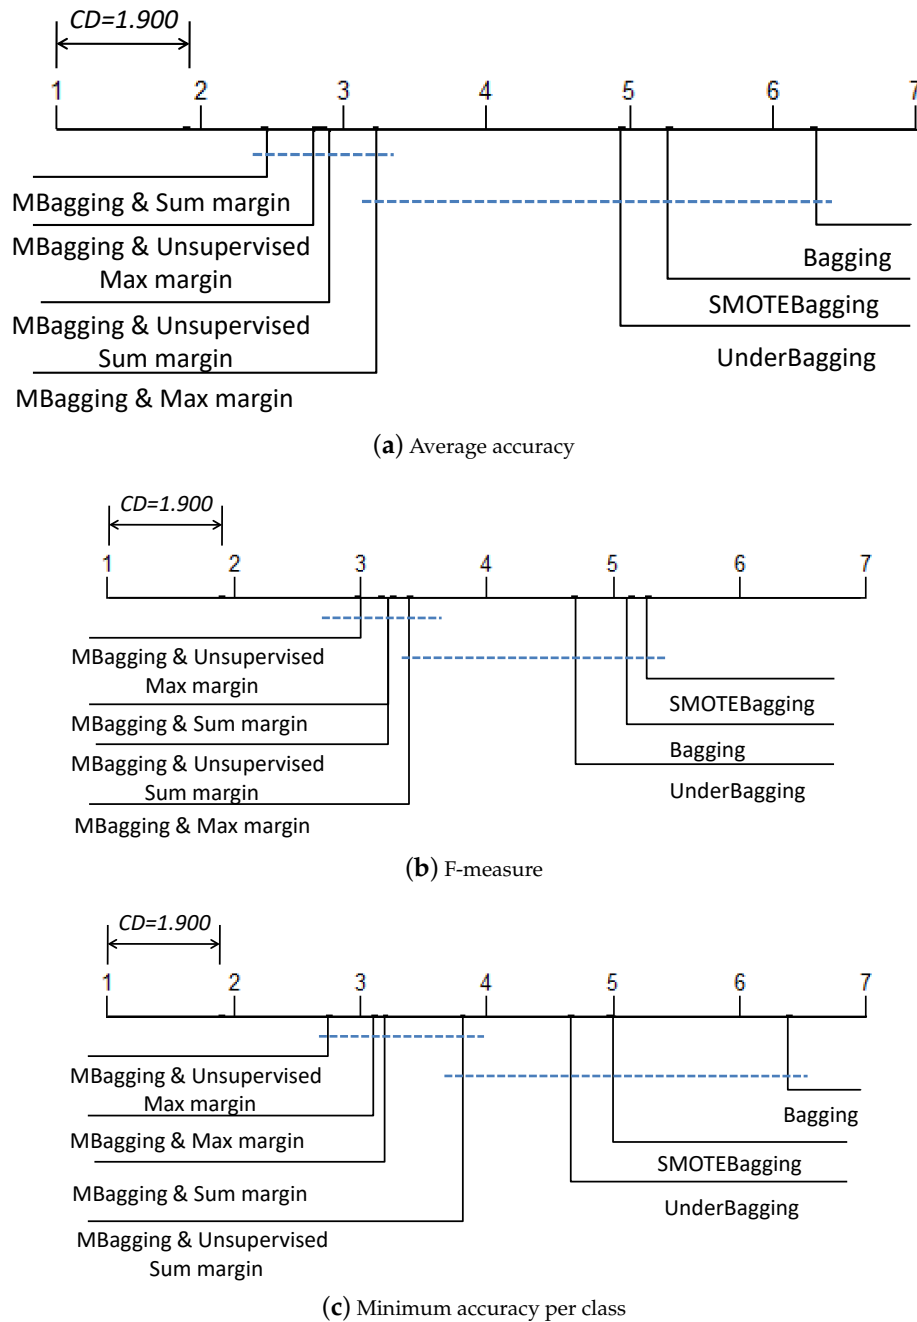 CD=1.900
1 2 3 4 5 6 7
MBagging & Sum margin
MBagging & Unsupervised
Max margin
MBagging & Unsupervised
Sum margin
MBagging & Max margin
Bagging
SMOTEBagging
UnderBagging
(a) Average accuracy
CD=1.900
1 2 3 4 5 6 7
MBagging & Unsupervised
Max margin
MBagging & Sum margin
MBagging & Unsupervised
Sum margin
MBagging & Max margin
SMOTEBagging
Bagging
UnderBagging
(b) F-measure
CD=1.900
1 2 3 4 5 6 7
MBagging & Unsupervised
Max margin
MBagging & Max margin
MBagging & Sum margin
MBagging & Unsupervised
Sum margin
Bagging
SMOTEBagging
UnderBagging
(c) Minimum accuracy per class